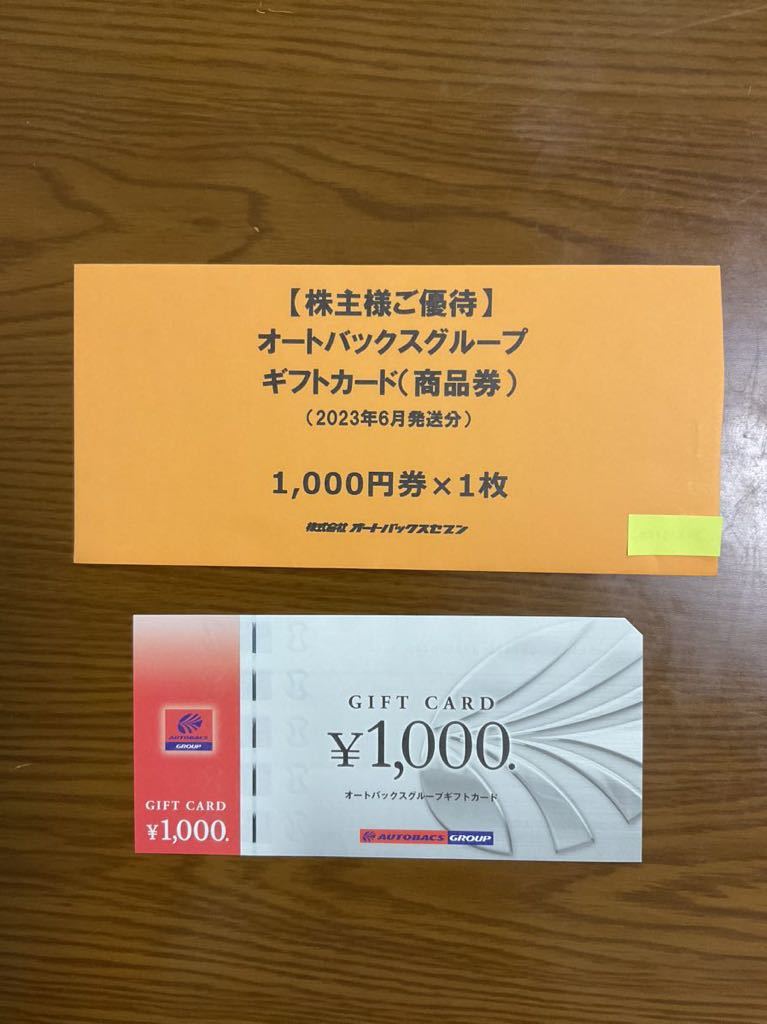 【株主様ご優待】
オートバックスグループ
ギフトカード（商品券）
（2023年6月発送分）
1,000円券×1枚
株式会社 オートバックスセブン
GIFT CARD
¥1,000.
オートバックスグループギフトカード
AUTOBACS GROUP
AUTOBACS
GROUP
GIFT CARD
¥1,000.